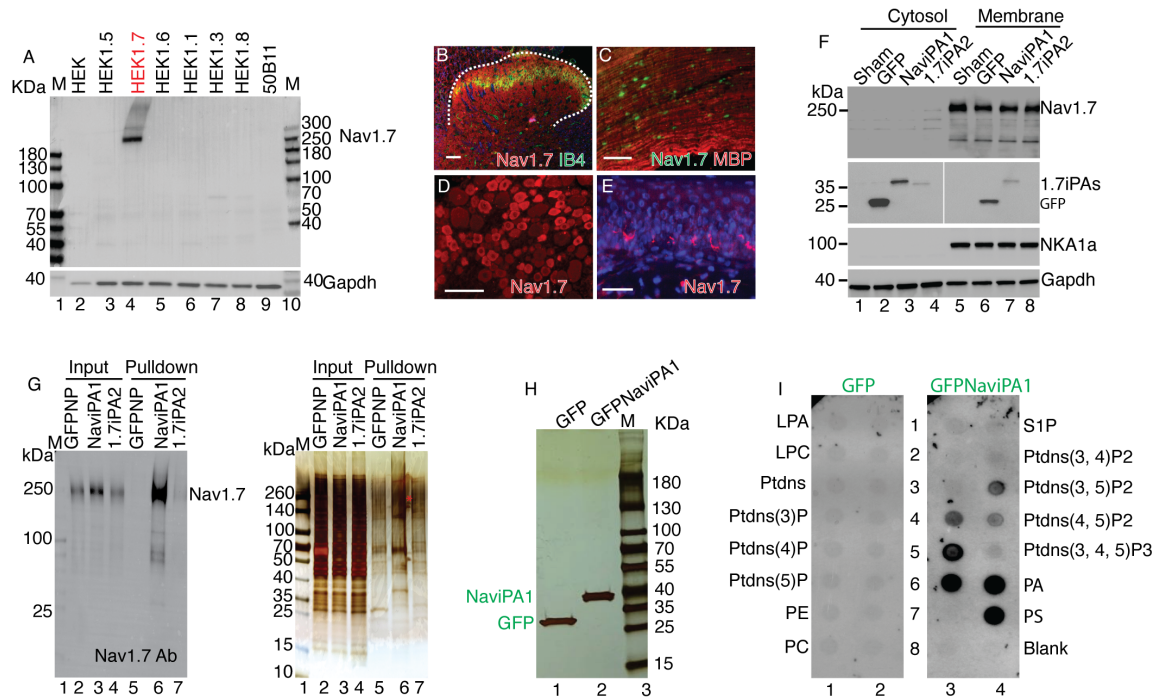 A
KDa M HEK HEK1.5 HEK1.7 HEK1.6 HEK1.1 HEK1.3 HEK1.8 50B11 M
300
250 Nav1.7
180 180
130
100 100
70 70
55 50
40 40
40 40 Gapdh
1 2 3 4 5 6 7 8 9 10
B C
Nav1.7 IB4 Nav1.7 MBP
D E
Nav1.7 Nav1.7
F
Cytosol Membrane
Sham GFP NaviPA1 1.7iPA2 Sham GFP NaviPA1 1.7iPA2
kDa
250 Nav1.7
35 1.7iPAs
25 GFP
100 NKA1a
40 Gapdh
1 2 3 4 5 6 7 8
G
Input Pulldown
M GFPNP NaviPA1 1.7iPA2 GFPNP NaviPA1 1.7iPA2
kDa
250 Nav1.7
100
25
Nav1.7 Ab
1 2 3 4 5 6 7
Input Pulldown
kDa M GFPNP NaviPA1 1.7iPA2 GFPNP NaviPA1 1.7iPA2
260
140
100
70
50
40
35
25
15
10
1 2 3 4 5 6 7
H
GFP GFPNaviPA1 M KDa
180
130
100
70
55
NaviPA1 40
35
GFP 25
15
1 2 3
I
GFP GFPNaviPA1
LPA 1 S1P
LPC 2 Ptdns(3, 4)P2
Ptdns 3 Ptdns(3, 5)P2
Ptdns(3)P 4 Ptdns(4, 5)P2
Ptdns(4)P 5 Ptdns(3, 4, 5)P3
Ptdns(5)P 6 PA
PE 7 PS
PC 8 Blank
1 2 3 4